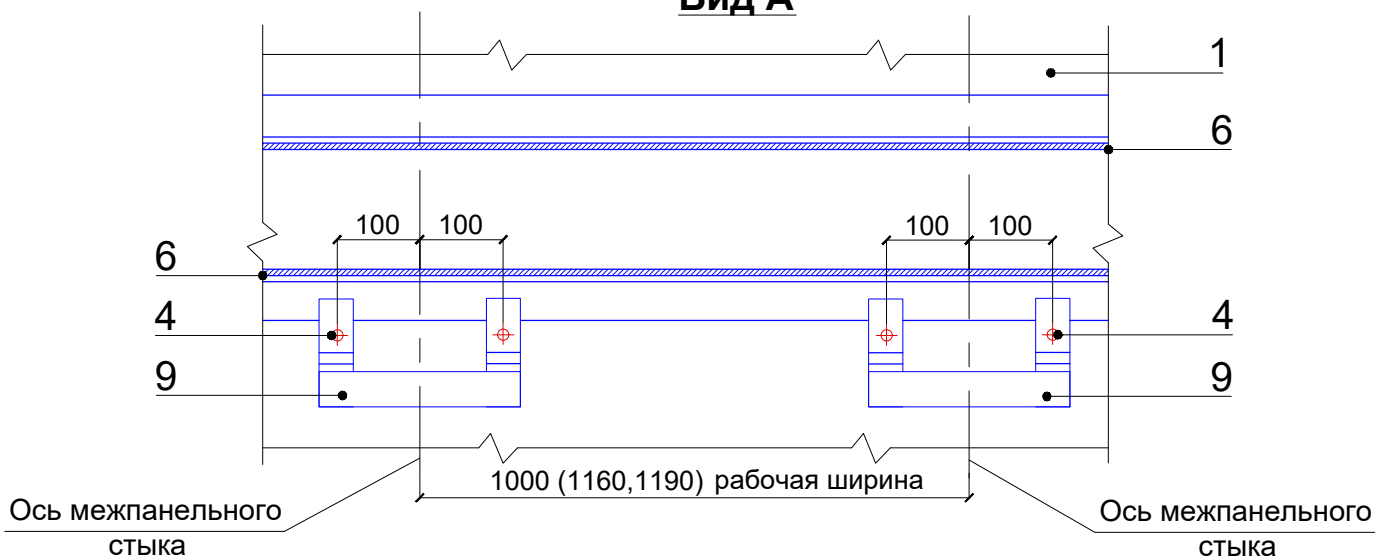 Вид А
1
6
100 100 100 100
6
4 4
9 9
1000 (1160,1190) рабочая ширина
Ось межпанельного
стыка
Ось межпанельного
стыка